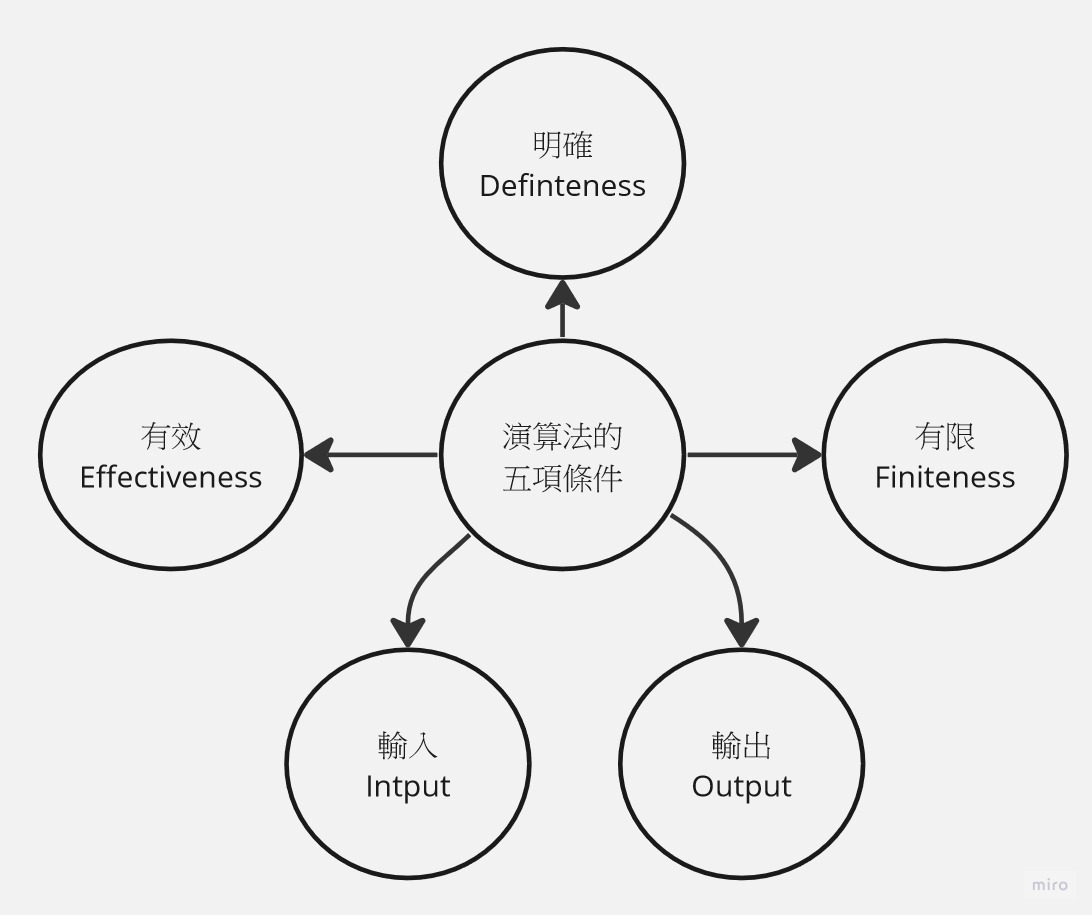 明確
Definteness
有效
Effectiveness
演算法的
五項條件
有限
Finiteness
輸入
Intput
輸出
Output
miro